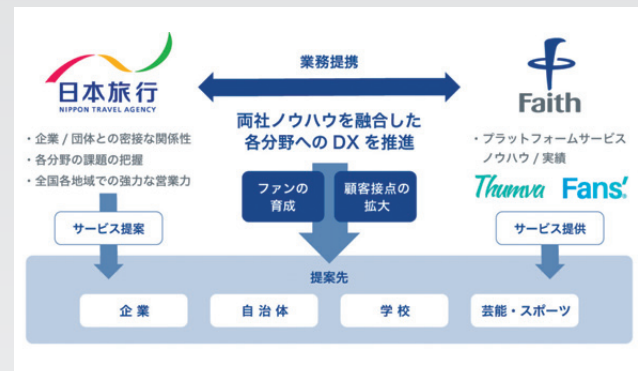 業務提携
日本旅行
NIPPON TRAVEL AGENCY
・企業 / 団体との密接な関係性
・各分野の課題の把握
・全国各地域での強力な営業力
両社ノウハウを融合した
各分野への DX を推進
ファンの
育成
顧客接点の
拡大
Faith
・プラットフォームサービス
ノウハウ / 実績
Thumva Fans'
サービス提案
サービス提供
提案先
企業
自治体
学校
芸能・スポーツ